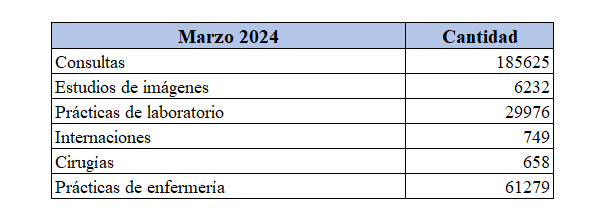 Marzo 2024 Cantidad
Consultas 185625
Estudios de imágenes 6232
Prácticas de laboratorio 29976
Internaciones 749
Cirugías 658
Prácticas de enfermería 61279